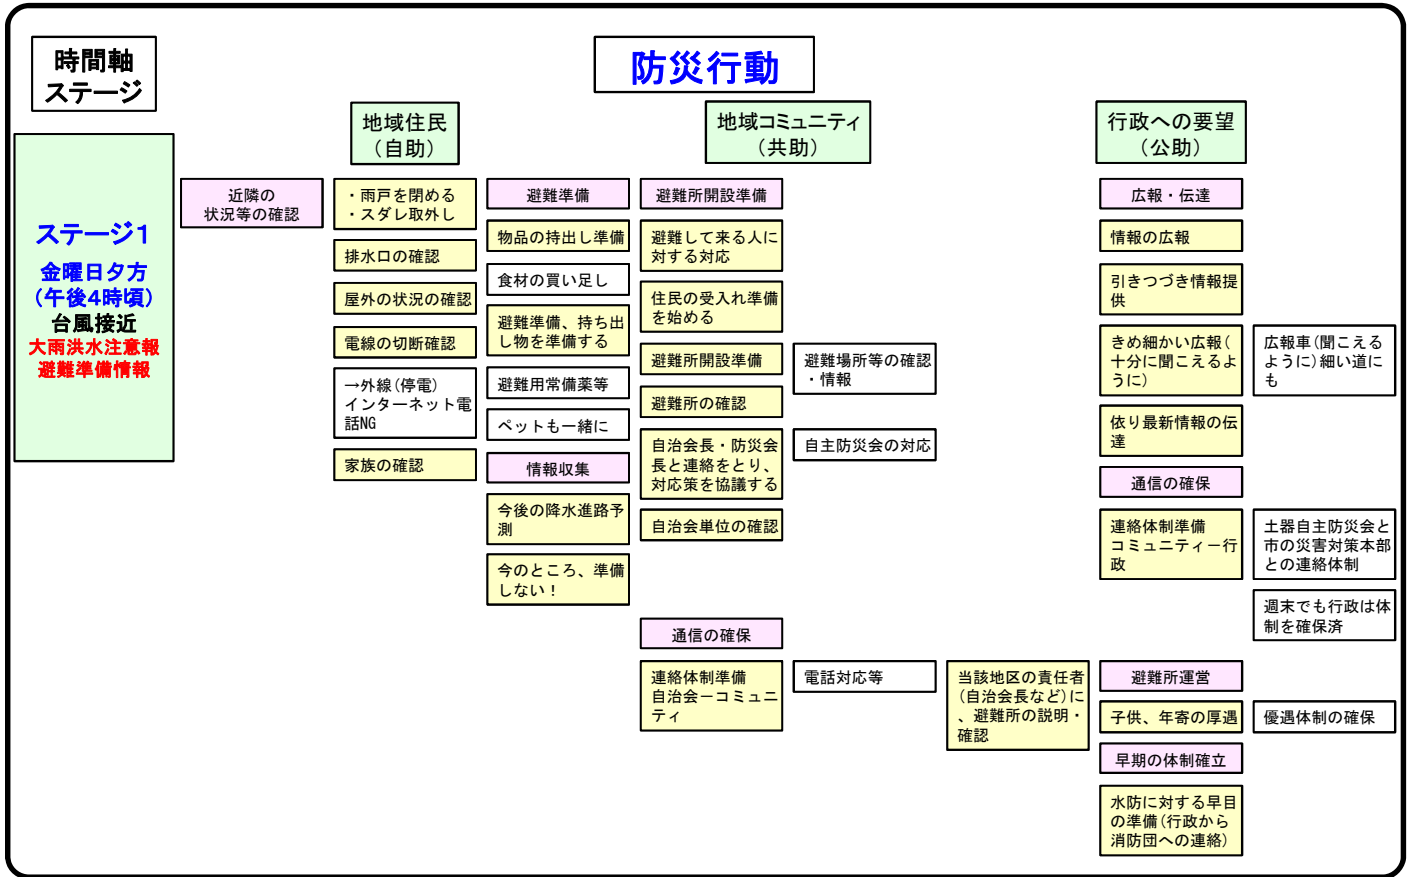 時間軸
ステージ
防災行動
地域住民
（自助）
地域コミュニティ
（共助）
行政への要望
（公助）
ステージ１
金曜日夕方
（午後4時頃）
台風接近
大雨洪水注意報
避難準備情報
近隣の
状況等の確認
・雨戸を閉める
・スダレ取外し
排水口の確認
屋外の状況の確認
電線の切断確認
→外線(停電)
インターネット電
話NG
家族の確認
避難準備
物品の持出し準備
食材の買い足し
避難準備、持ち出
し物を準備する
避難用常備薬等
ペットも一緒に
情報収集
今後の降水進路予
測
今のところ、準備
しない！
避難所開設準備
避難して来る人に
対する対応
住民の受入れ準備
を始める
避難所開設準備
避難場所等の確認
・情報
避難所の確認
自治会長・防災会
長と連絡をとり、
対応策を協議する
自主防災会の対応
自治会単位の確認
通信の確保
連絡体制準備
自治会－コミュニ
ティ
電話対応等
広報・伝達
情報の広報
引きつづき情報提
供
きめ細かい広報(
十分に聞こえるよ
うに)
広報車(聞こえる
ように)細い道に
も
依り最新情報の伝
達
通信の確保
連絡体制準備
コミュニティー行
政
土器自主防災会と
市の災害対策本部
との連絡体制
週末でも行政は体
制を確保済
当該地区の責任者
(自治会長など)に
、避難所の説明・
確認
避難所運営
子供、年寄の厚遇
優遇体制の確保
早期の体制確立
水防に対する早目
の準備(行政から
消防団への連絡)